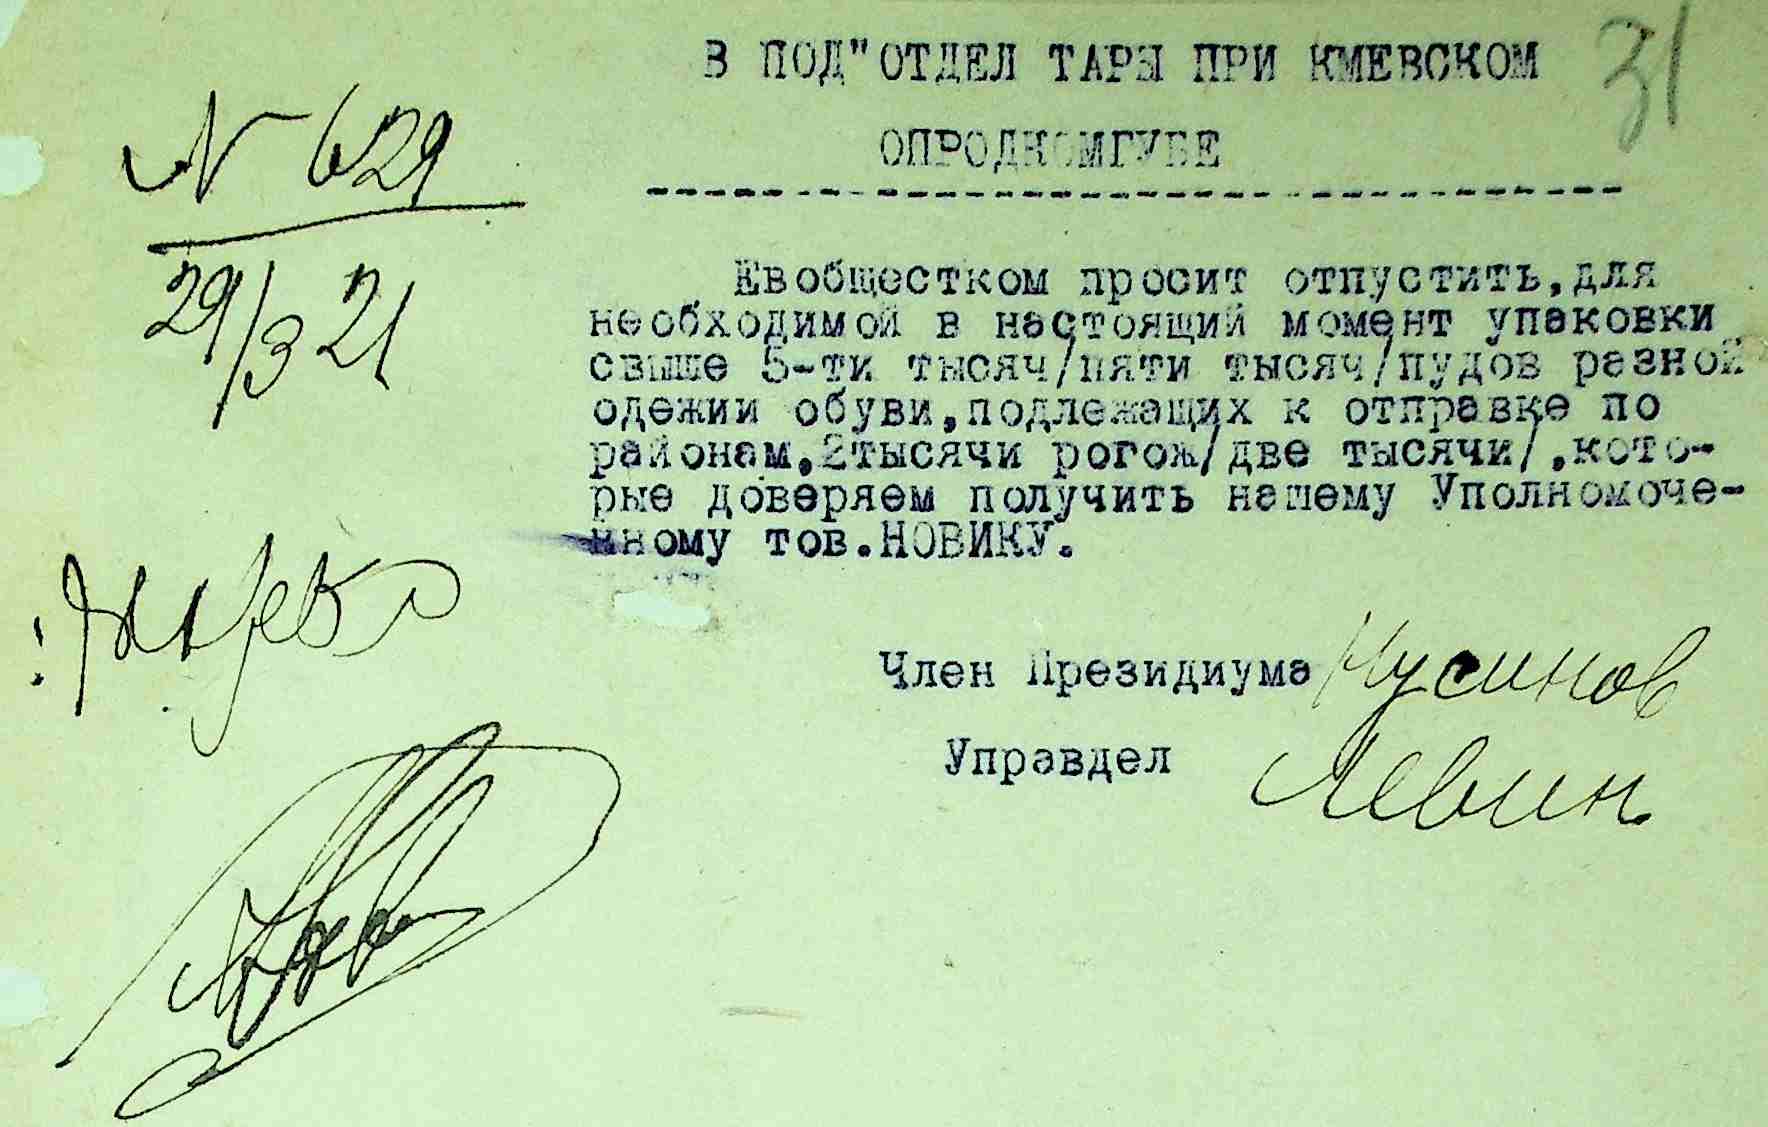 31
В ПОД"ОТДЕЛ ТАРЫ ПРИ КМЕВСКОМ
ОПРОДКОМГУБЕ
№ 629
29/3 21
Евобщестком просит отпустить,для
необходимой в настоящий момент упаковки
свыше 5-ти тысяч/пяти тысяч/пудов разной
одежии обуви,подлежащих к отправке по
районам,2тысячи рогож/две тысячи/,кото-
рые доверяем получить нашему Уполномоче-
нному тов.НОВИКУ.
Член Президиума Нусинов
Управдел Левин